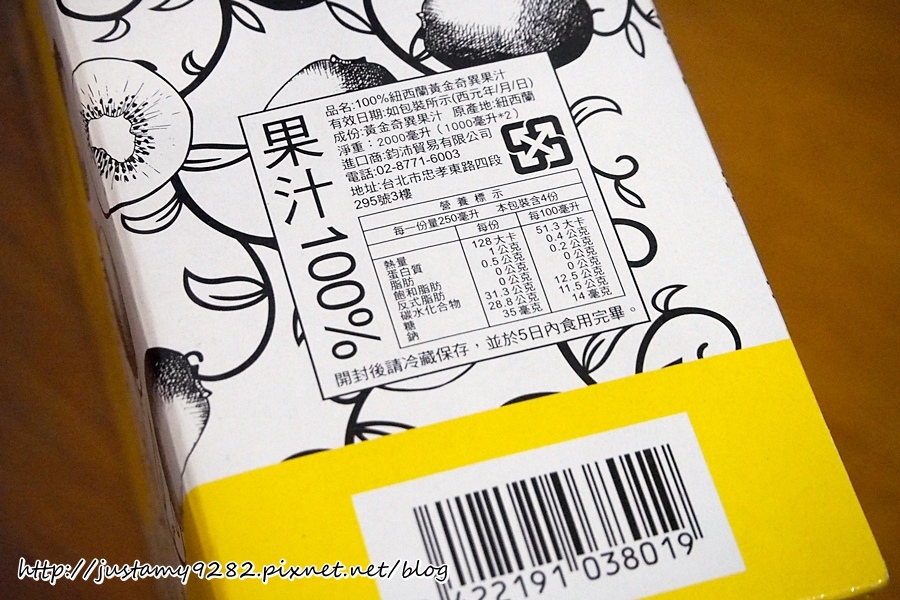 果汁100%
品名:100%紐西蘭黃金奇異果汁
有效日期:如包裝所示(西元年/月/日)
成份:黃金奇異果汁 原產地:紐西蘭
淨重：2000毫升（1000毫升*2）
進口商:鈞沛貿易有限公司
電話:02-8771-6003
地址:台北市忠孝東路四段
295號3樓
營養標示
每一份量250毫升 本包裝含4份
每份 每100毫升
熱量 128大卡 51.3大卡
蛋白質 1公克 0.4公克
脂肪 0.5公克 0.2公克
飽和脂肪 0公克 0公克
反式脂肪 0公克 0公克
碳水化合物 31.3公克 12.5公克
糖 28.8公克 11.5公克
鈉 35毫克 14毫克
開封後請冷藏保存，並於5日內食用完畢。
422191 038019
http://justamy9282.pixnet.net/blog